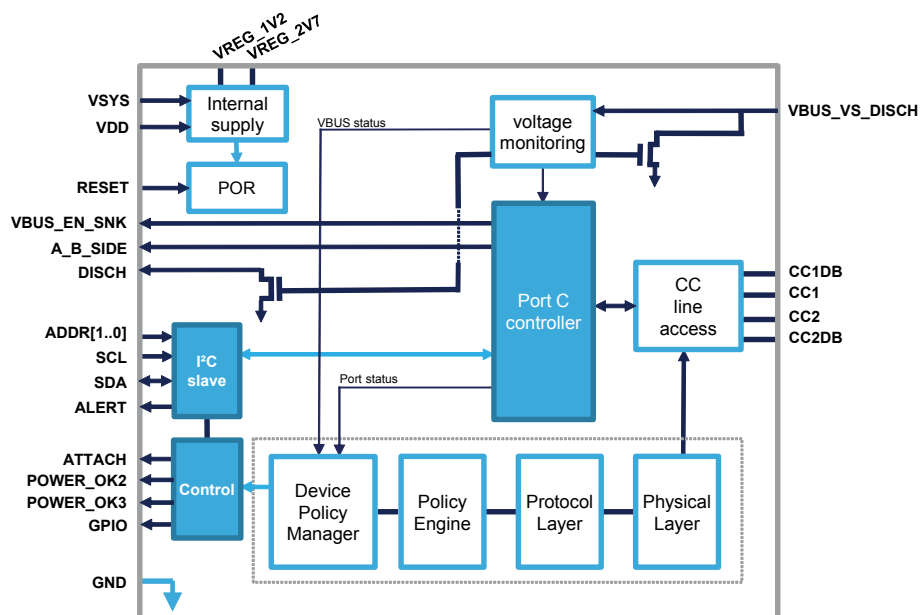 VREG_1V2
VREG_2V7
VSYS
VDD
Internal
supply
voltage
monitoring
VBUS_VS_DISCH
VBUS status
RESET
POR
VBUS_EN_SNK
A_B_SIDE
DISCH
Port C
controller
CC
line
access
CC1DB
CC1
CC2
CC2DB
ADDR[1..0]
SCL
SDA
ALERT
I²C
slave
Port status
ATTACH
POWER_OK2
POWER_OK3
GPIO
Control
Device
Policy
Manager
Policy
Engine
Protocol
Layer
Physical
Layer
GND